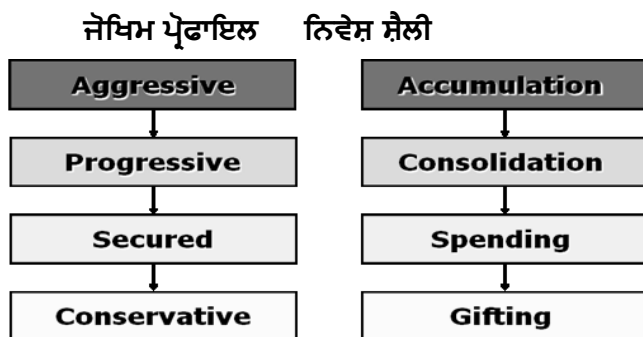 ਜੋਖਿਮ ਪ੍ਰੋਫਾਇਲ ਨਿਵੇਸ਼ ਸ਼ੈਲੀ
Aggressive Accumulation
Progressive Consolidation
Secured Spending
Conservative Gifting